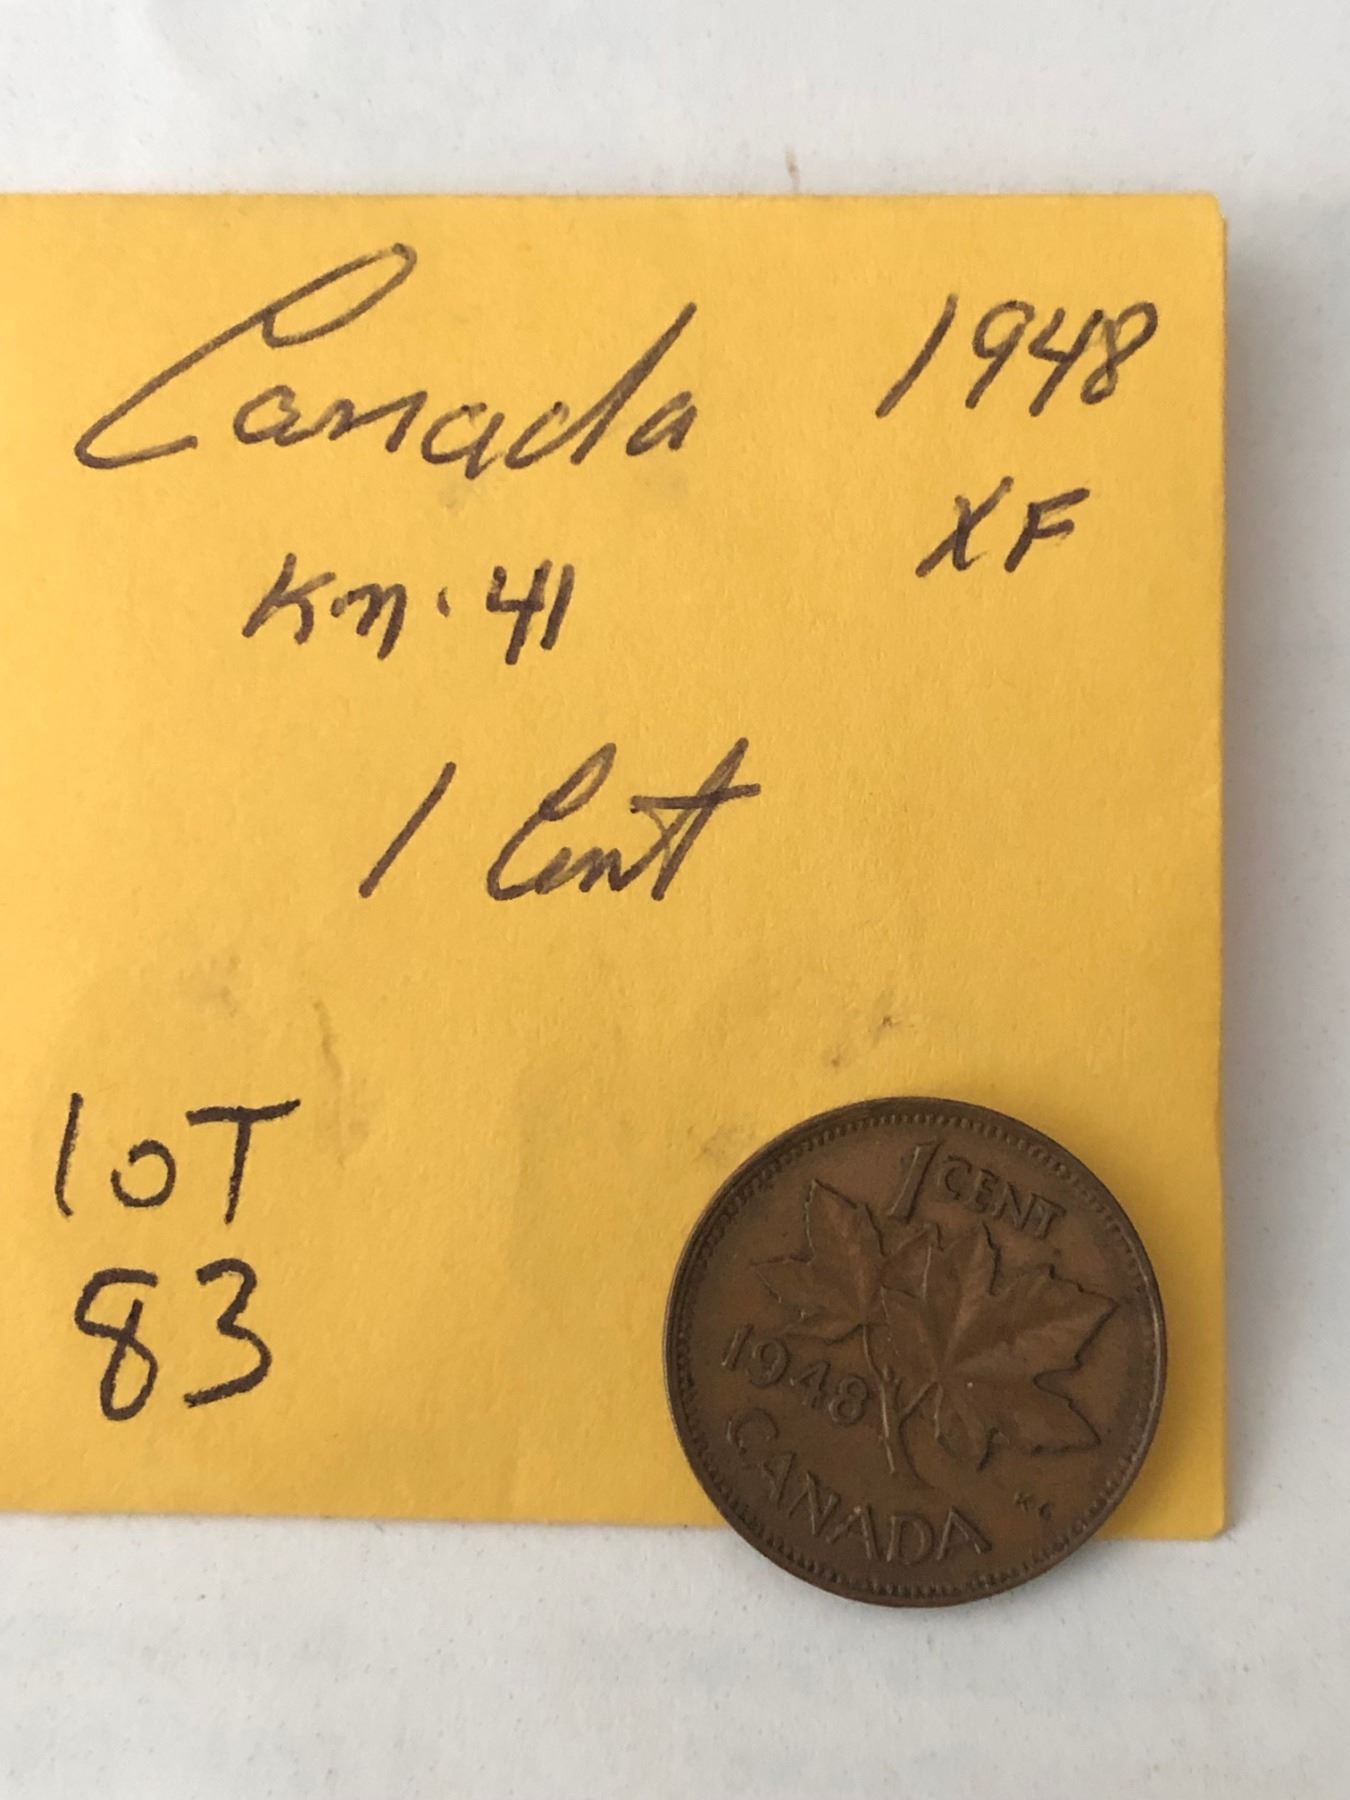 Canada 1948
XF
Km. 41
1 Cent
LOT
83
1 CENT
1948
CANADA